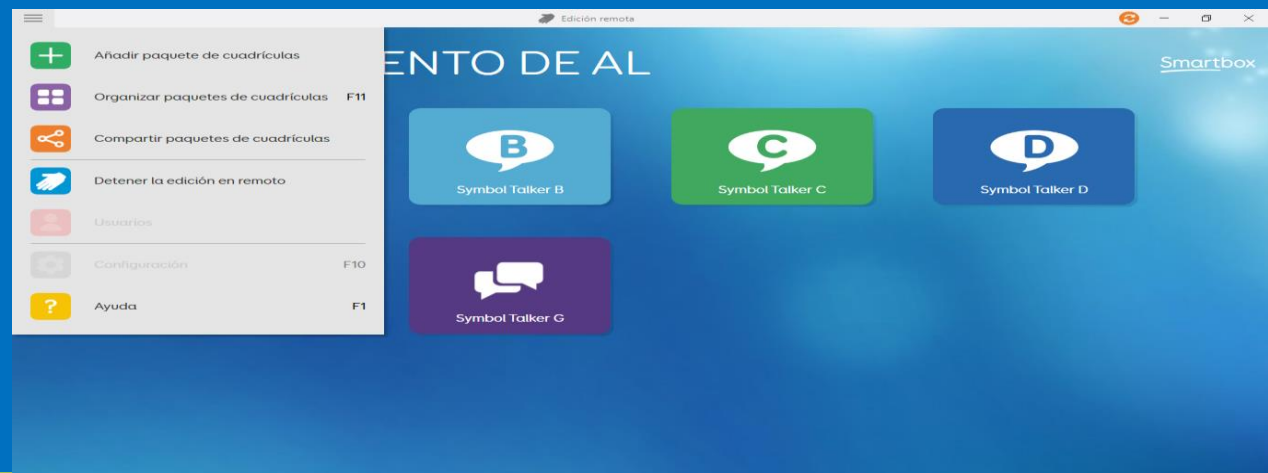 Edición remota
Añadir paquete de cuadrículas
Organizar paquetes de cuadrículas F11
Compartir paquetes de cuadrículas
Detener la edición en remoto
Usuarios
Configuración F10
? Ayuda F1
ENTO DE AL
Smartbox
B
Symbol Talker B
C
Symbol Talker C
D
Symbol Talker D
Symbol Talker G